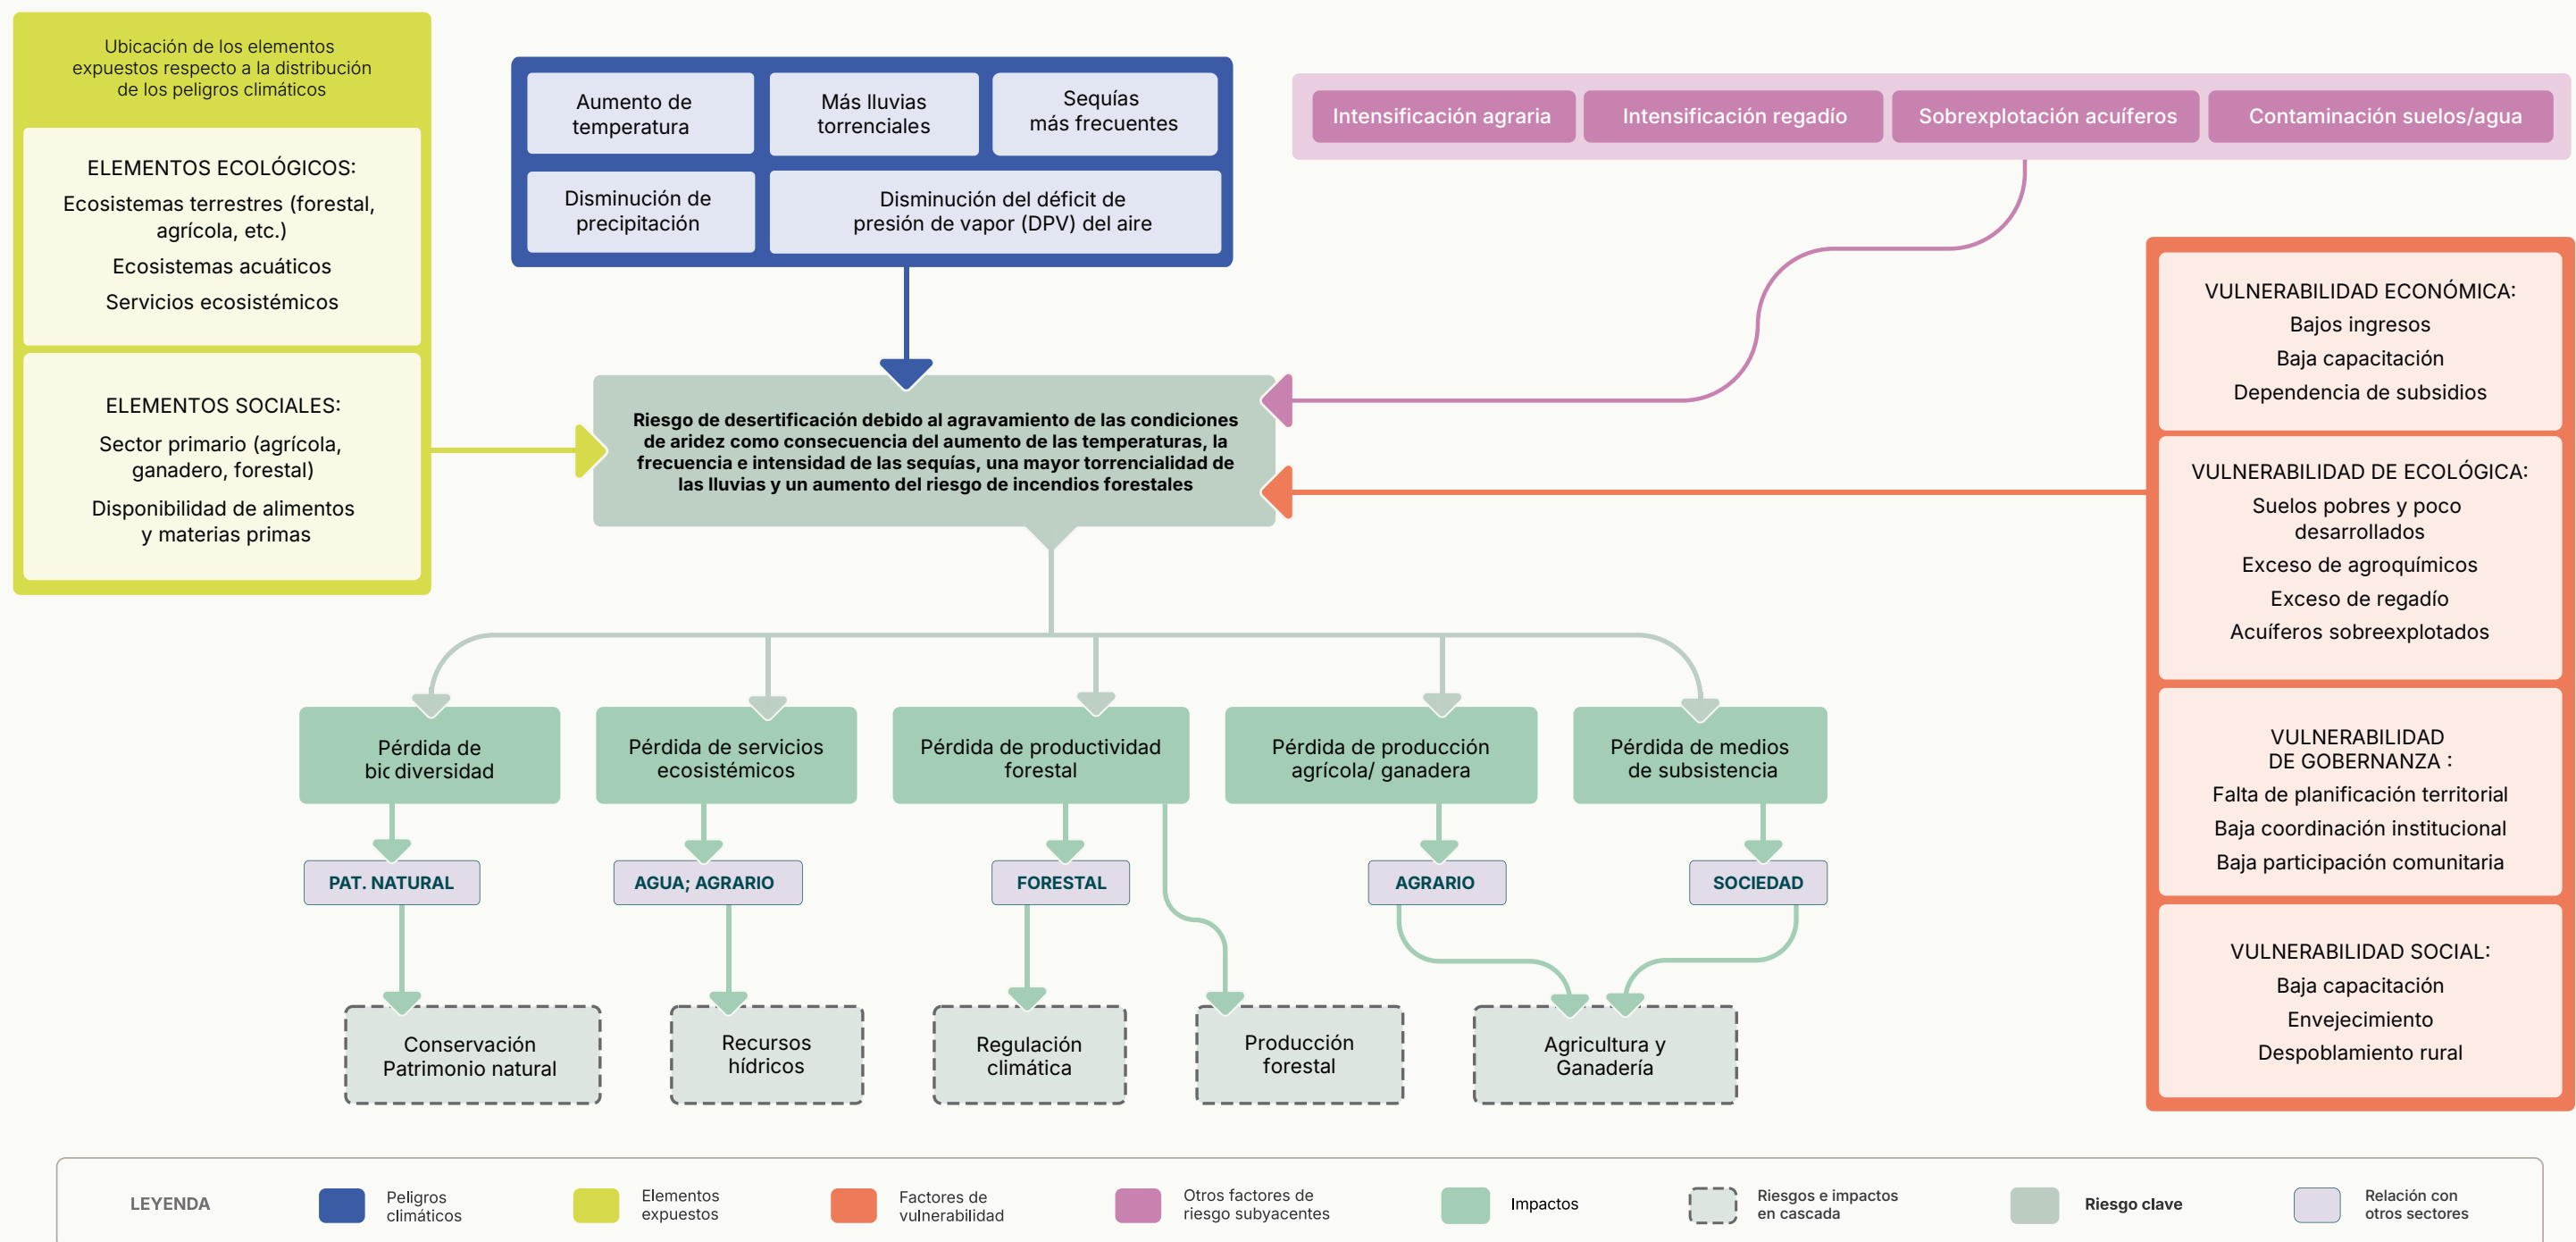 Ubicación de los elementos
expuestos respecto a la distribución
de los peligros climáticos
ELEMENTOS ECOLÓGICOS:
Ecosistemas terrestres (forestal,
agrícola, etc.)
Ecosistemas acuáticos
Servicios ecosistémicos
ELEMENTOS SOCIALES:
Sector primario (agrícola,
ganadero, forestal)
Disponibilidad de alimentos
y materias primas
Aumento de
temperatura
Más lluvias
torrenciales
Sequías
más frecuentes
Disminución de
precipitación
Disminución del déficit de
presión de vapor (DPV) del aire
Intensificación agraria
Intensificación regadío
Sobrexplotación acuíferos
Contaminación suelos/agua
Riesgo de desertificación debido al agravamiento de las condiciones
de aridez como consecuencia del aumento de las temperaturas, la
frecuencia e intensidad de las sequías, una mayor torrencialidad de
las lluvias y un aumento del riesgo de incendios forestales
VULNERABILIDAD ECONÓMICA:
Bajos ingresos
Baja capacitación
Dependencia de subsidios
VULNERABILIDAD DE ECOLÓGICA:
Suelos pobres y poco
desarrollados
Exceso de agroquímicos
Exceso de regadío
Acuíferos sobreexplotados
VULNERABILIDAD
DE GOBERNANZA :
Falta de planificación territorial
Baja coordinación institucional
Baja participación comunitaria
VULNERABILIDAD SOCIAL:
Baja capacitación
Envejecimiento
Despoblamiento rural
Pérdida de
biodiversidad
Pérdida de servicios
ecosistémicos
Pérdida de productividad
forestal
Pérdida de producción
agrícola/ ganadera
Pérdida de medios
de subsistencia
PAT. NATURAL
AGUA; AGRARIO
FORESTAL
AGRARIO
SOCIEDAD
Conservación
Patrimonio natural
Recursos
hídricos
Regulación
climática
Producción
forestal
Agricultura y
Ganadería
LEYENDA
Peligros
climáticos
Elementos
expuestos
Factores de
vulnerabilidad
Otros factores de
riesgo subyacentes
Impactos
Riesgos e impactos
en cascada
Riesgo clave
Relación con
otros sectores